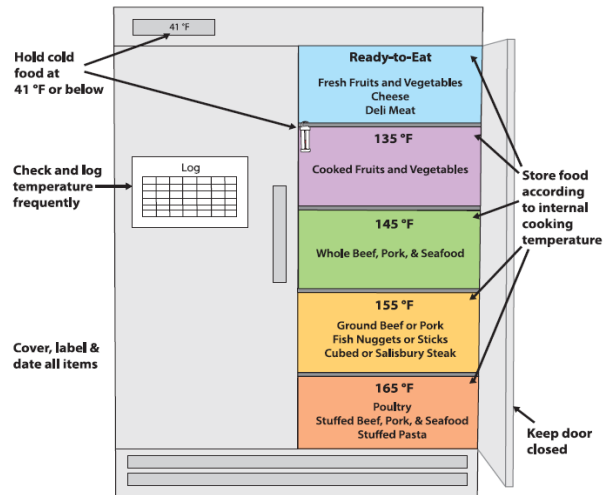 41 °F
Hold cold
food at
41 °F or below
Check and log
temperature
frequently
Log
Cover, label &
date all items
Ready-to-Eat
Fresh Fruits and Vegetables
Cheese
Deli Meat
135 °F
Cooked Fruits and Vegetables
145 °F
Whole Beef, Pork, & Seafood
155 °F
Ground Beef or Pork
Fish Nuggets or Sticks
Cubed or Salisbury Steak
165 °F
Poultry
Stuffed Beef, Pork, & Seafood
Stuffed Pasta
Store food
according
to internal
cooking
temperature
Keep door
closed